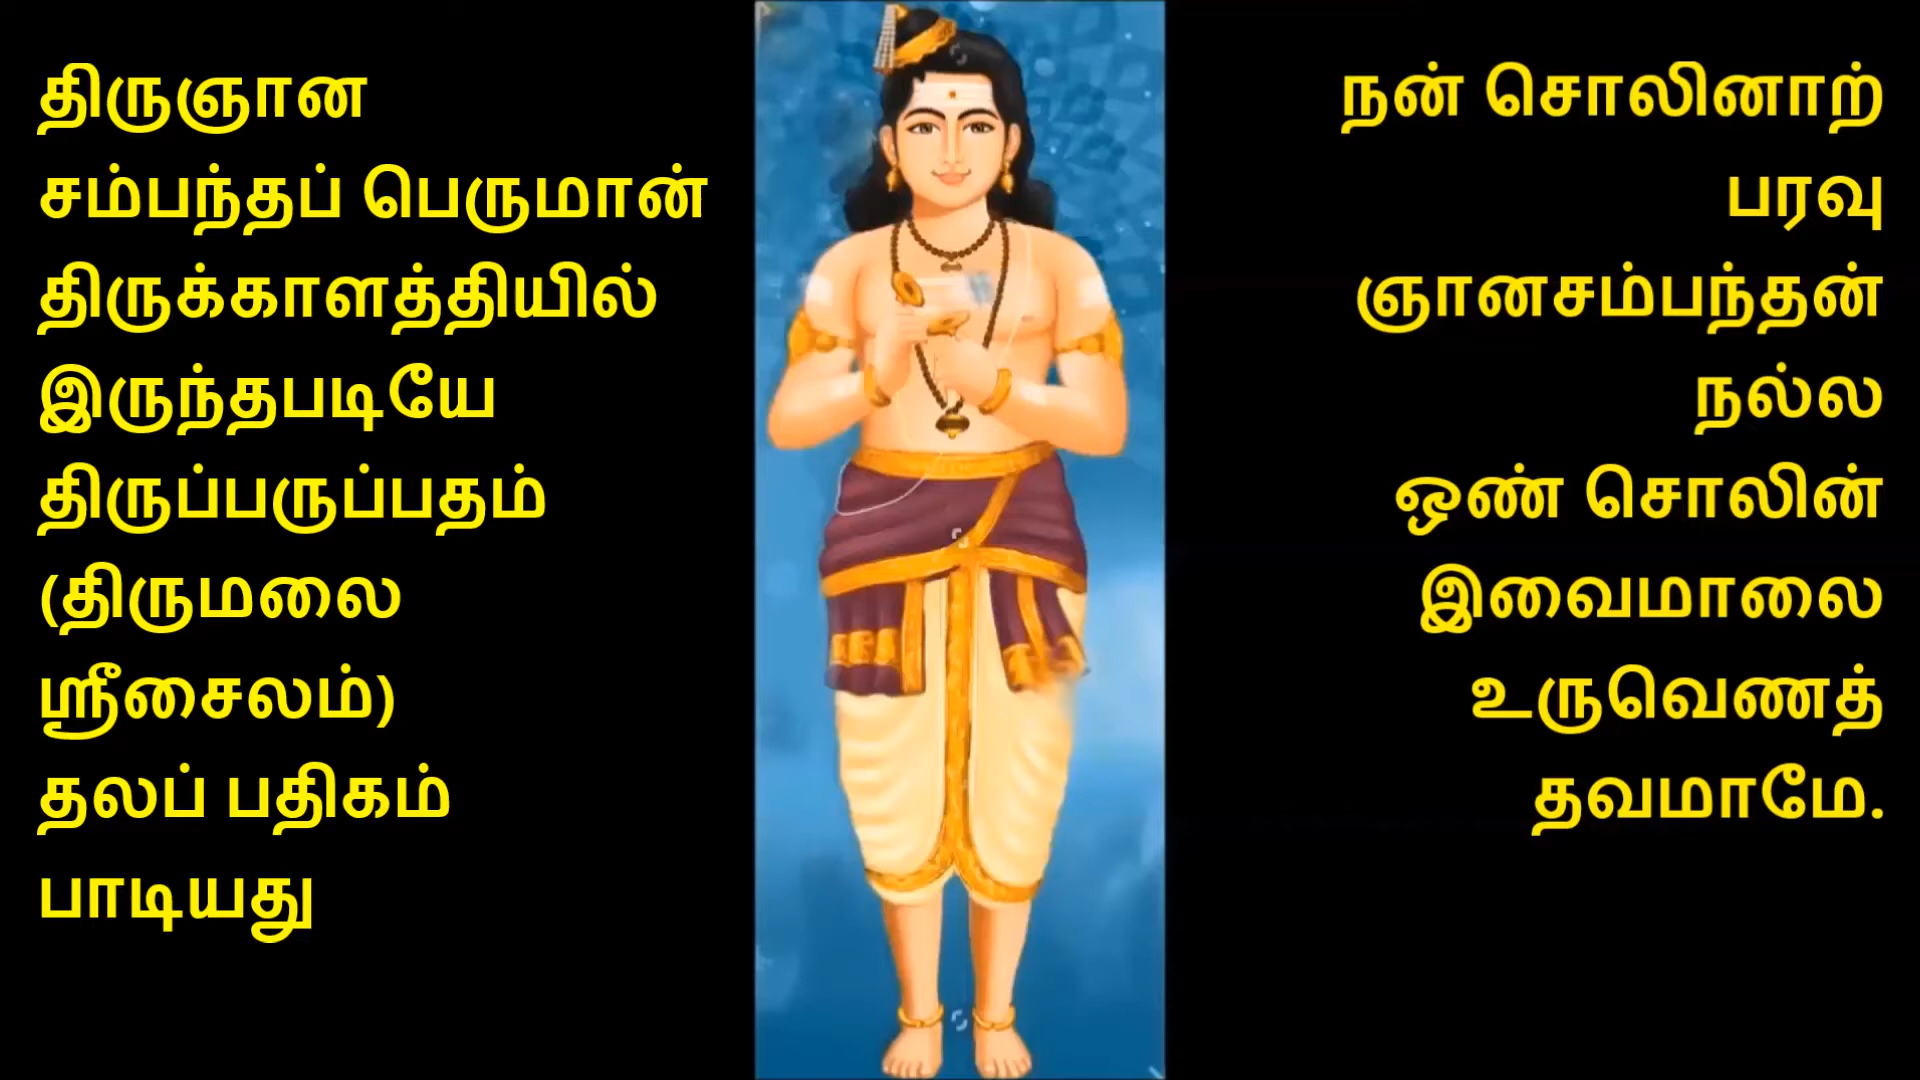 திருஞான
சம்பந்தப் பெருமான்
திருக்காளத்தியில்
இருந்தபடியே
திருப்பருப்பதம்
(திருமலை
ஸ்ரீசைலம்)
தலப் பதிகம்
பாடியது
நன் சொலினாற்
பரவு
ஞானசம்பந்தன்
நல்ல
ஒண் சொலின்
இவைமாலை
உருவெணத்
தவமாமே.